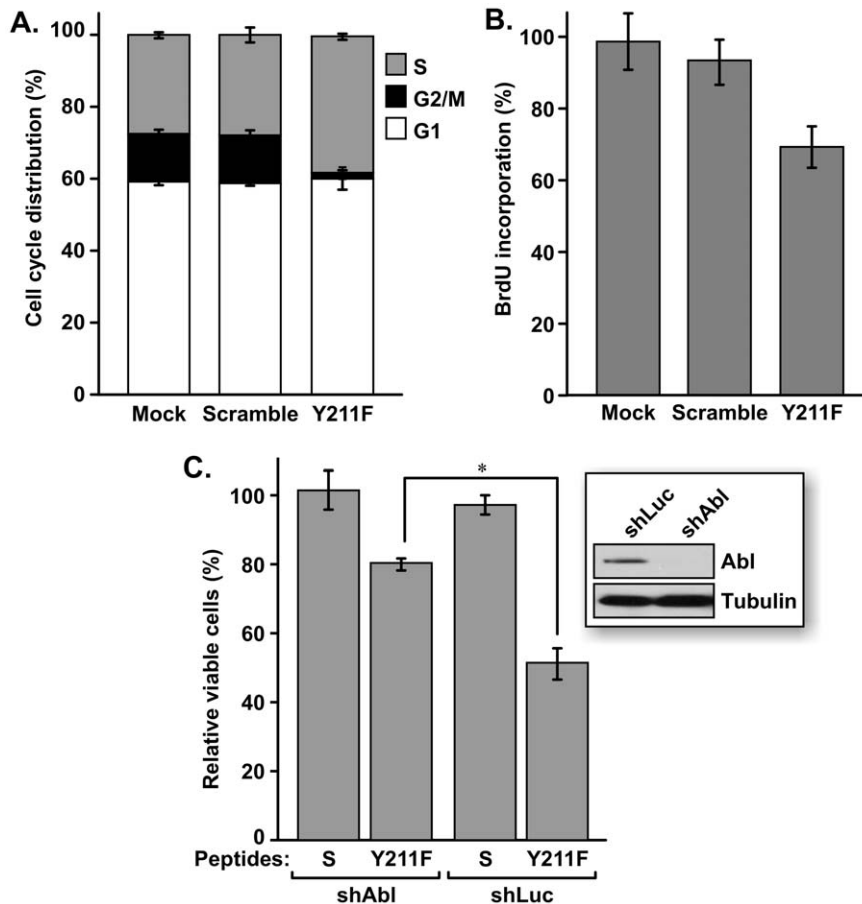 A.
Cell cycle distribution (%)
100
80
60
40
20
0
Mock Scramble Y211F
S
G2/M
G1
B.
BrdU incorporation (%)
100
80
60
40
20
0
Mock Scramble Y211F
C.
Relative viable cells (%)
100
80
60
40
20
0
*
Peptides: S Y211F S Y211F
shAbl shLuc
shLuc shAbl
Abl
Tubulin